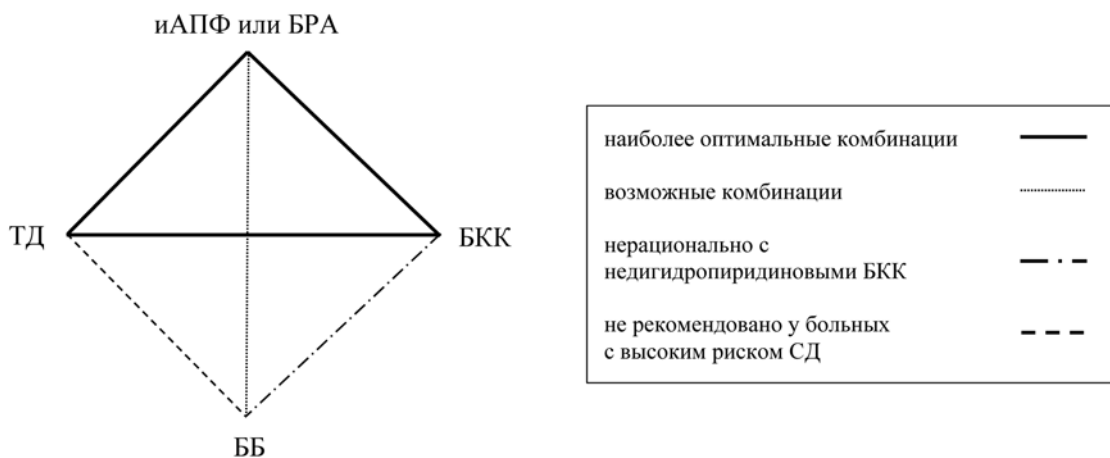 иАПФ или БРА
ТД
БКК
ББ
наиболее оптимальные комбинации
возможные комбинации
нерационально с
недигидропиридиновыми БКК
не рекомендовано у больных
с высоким риском СД